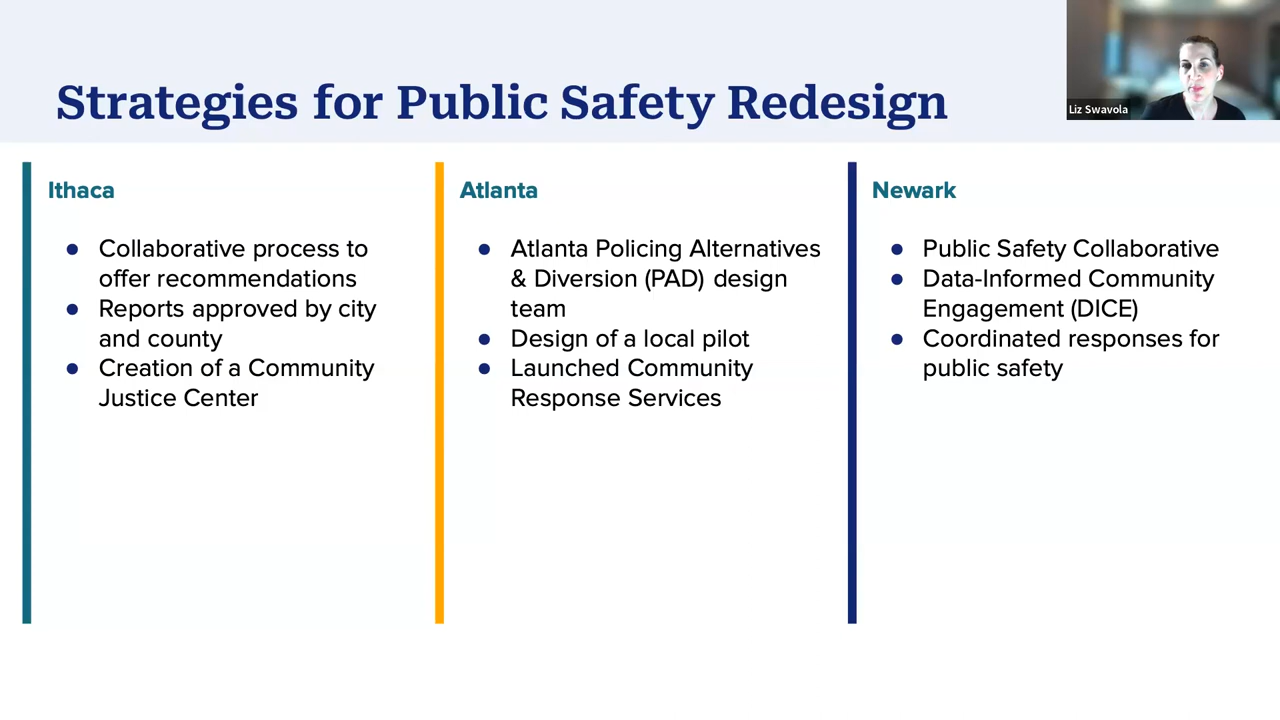 Strategies for Public Safety Redesign
Liz Swavola
Ithaca
● Collaborative process to
offer recommendations
● Reports approved by city
and county
● Creation of a Community
Justice Center
Atlanta
● Atlanta Policing Alternatives
& Diversion (PAD) design
team
● Design of a local pilot
● Launched Community
Response Services
Newark
● Public Safety Collaborative
● Data-Informed Community
Engagement (DICE)
● Coordinated responses for
public safety